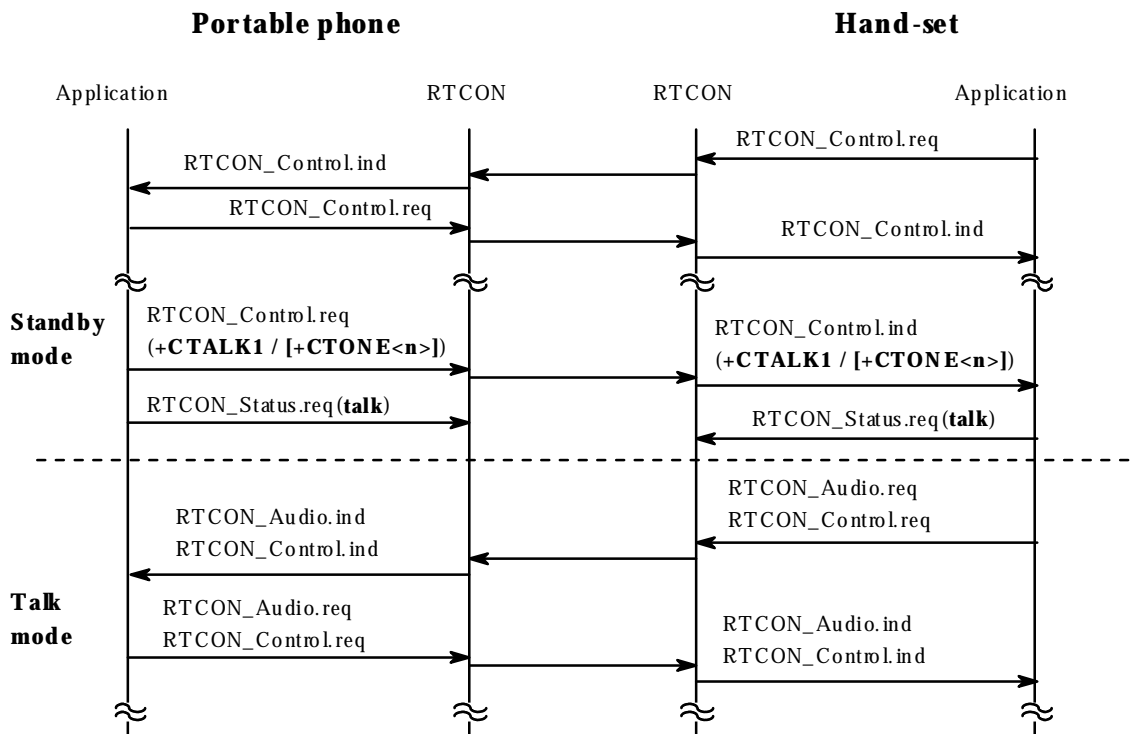 Portable phone
Hand-set
Application
RTCON
RTCON
Application
RTCON_Control.req
RTCON_Control.ind
RTCON_Control.req
RTCON_Control.ind
Standby
mode
RTCON_Control.req
(+CTALK1 / [+CTONE<n>])
RTCON_Control.ind
(+CTALK1 / [+CTONE<n>])
RTCON_Status.req(talk)
RTCON_Status.req(talk)
RTCON_Audio.req
RTCON_Control.req
RTCON_Audio.ind
RTCON_Control.ind
Talk
mode
RTCON_Audio.req
RTCON_Control.req
RTCON_Audio.ind
RTCON_Control.ind